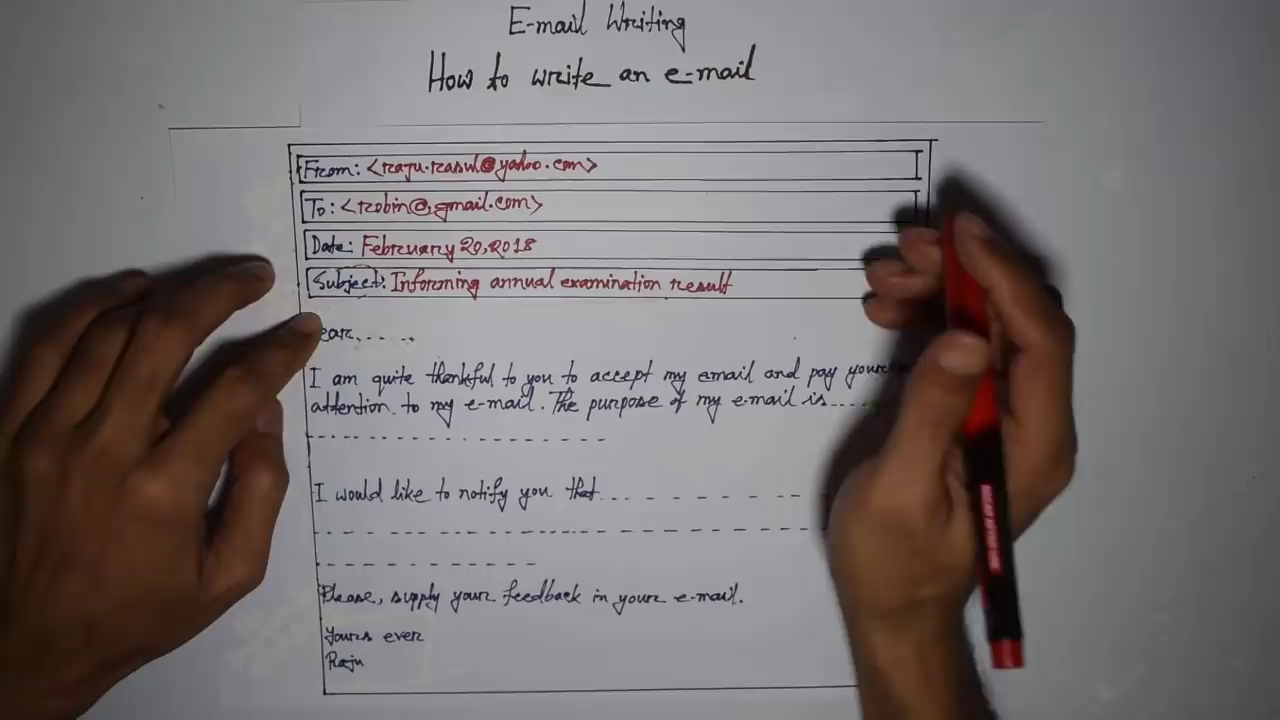 E-mail Writing
How to write an e-mail
From: <raju.rasul@yahoo.com>
To: <robin@gmail.com>
Date: February 20, 2018
Subject: Informing annual examination result
ear......
I am quite thankful to you to accept my email and pay your
attention to my e-mail. The purpose of my e-mail is.....
I would like to notify you that...
Please, supply your feedback in your e-mail.
Yours ever
Raju